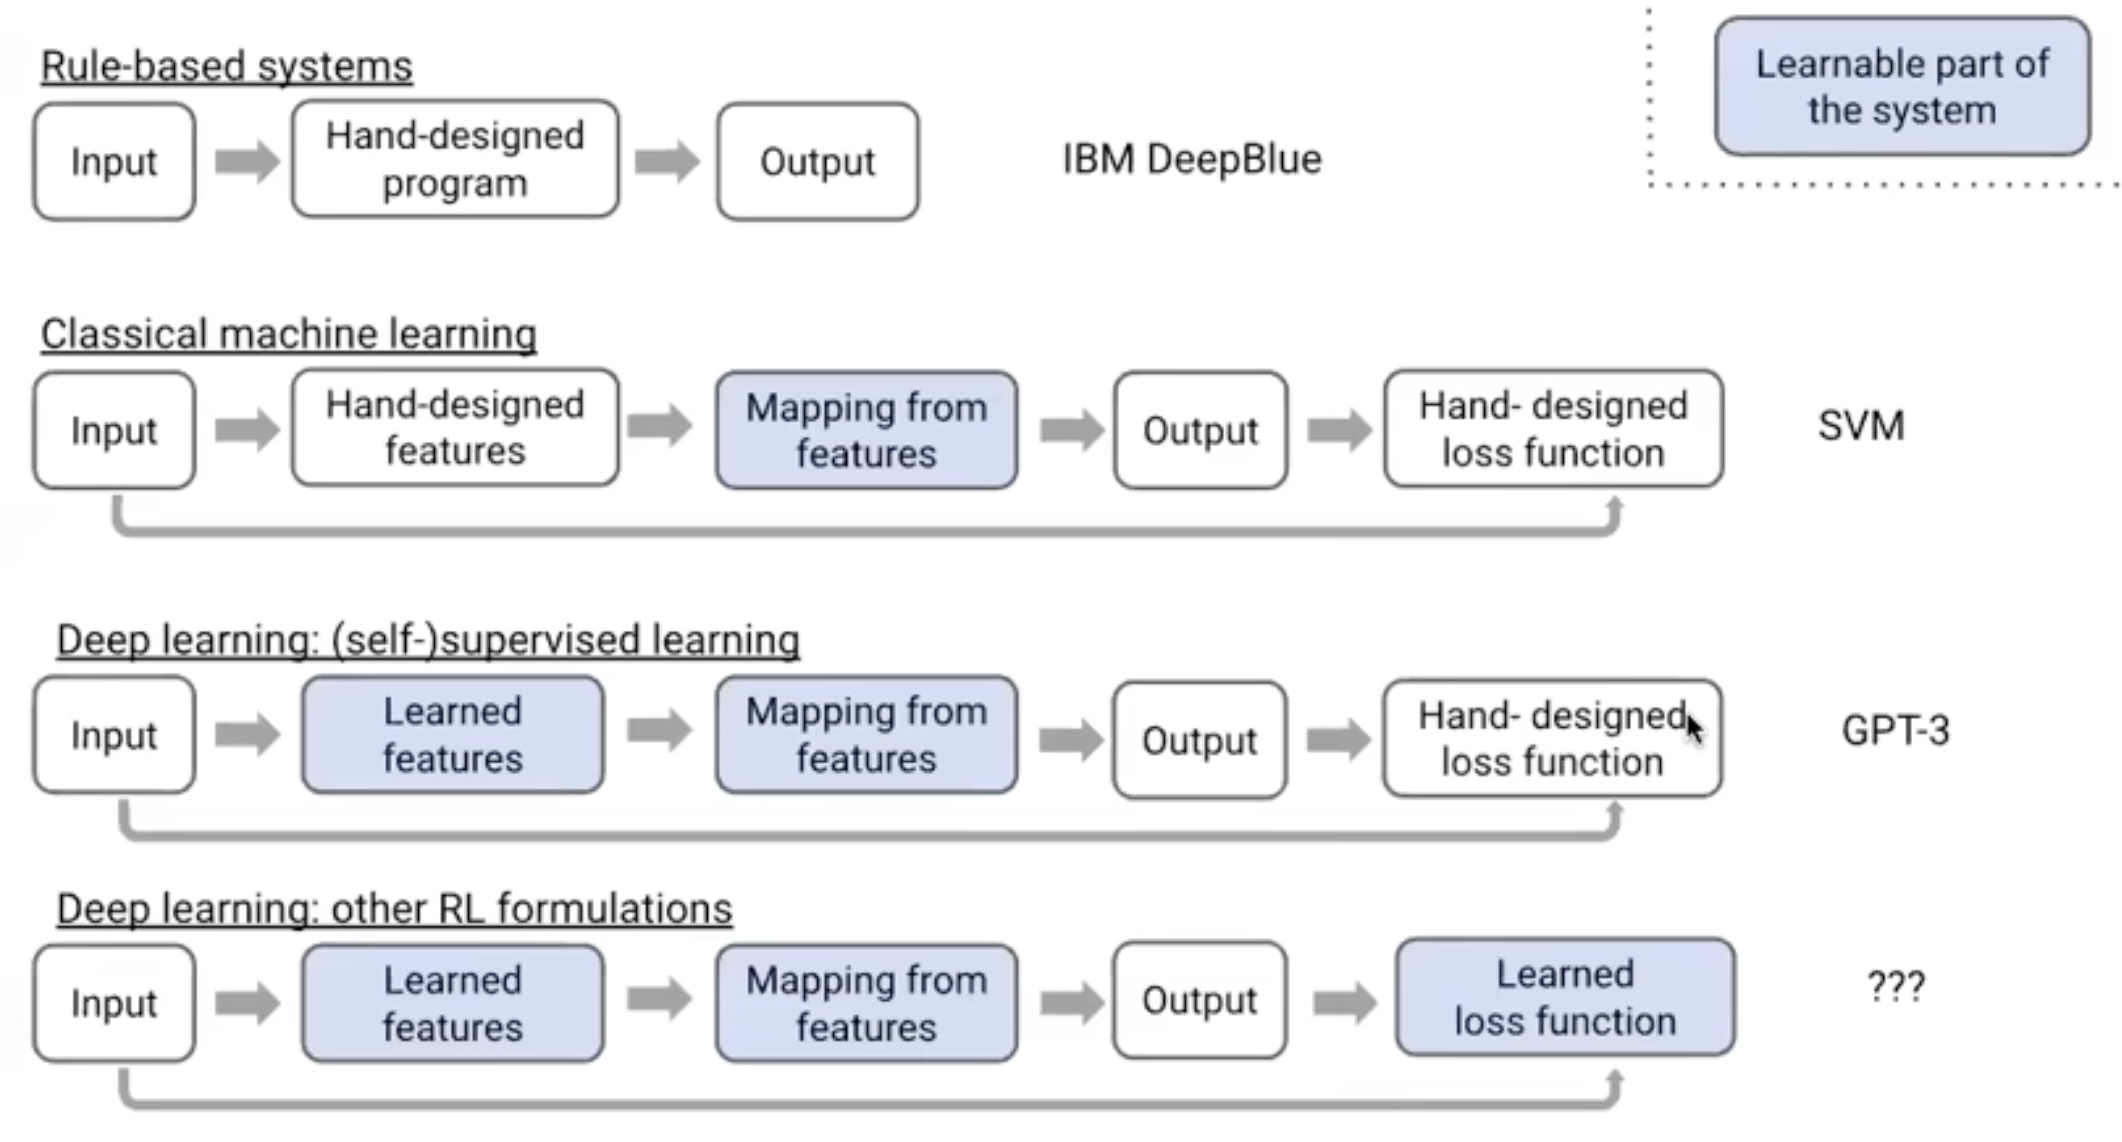 Learnable part of
the system
Rule-based systems
Input
Hand-designed
program
Output
IBM DeepBlue
Classical machine learning
Input
Hand-designed
features
Mapping from
features
Output
Hand- designed
loss function
SVM
Deep learning: (self-)supervised learning
Input
Learned
features
Mapping from
features
Output
Hand- designed
loss function
GPT-3
Deep learning: other RL formulations
Input
Learned
features
Mapping from
features
Output
Learned
loss function
???